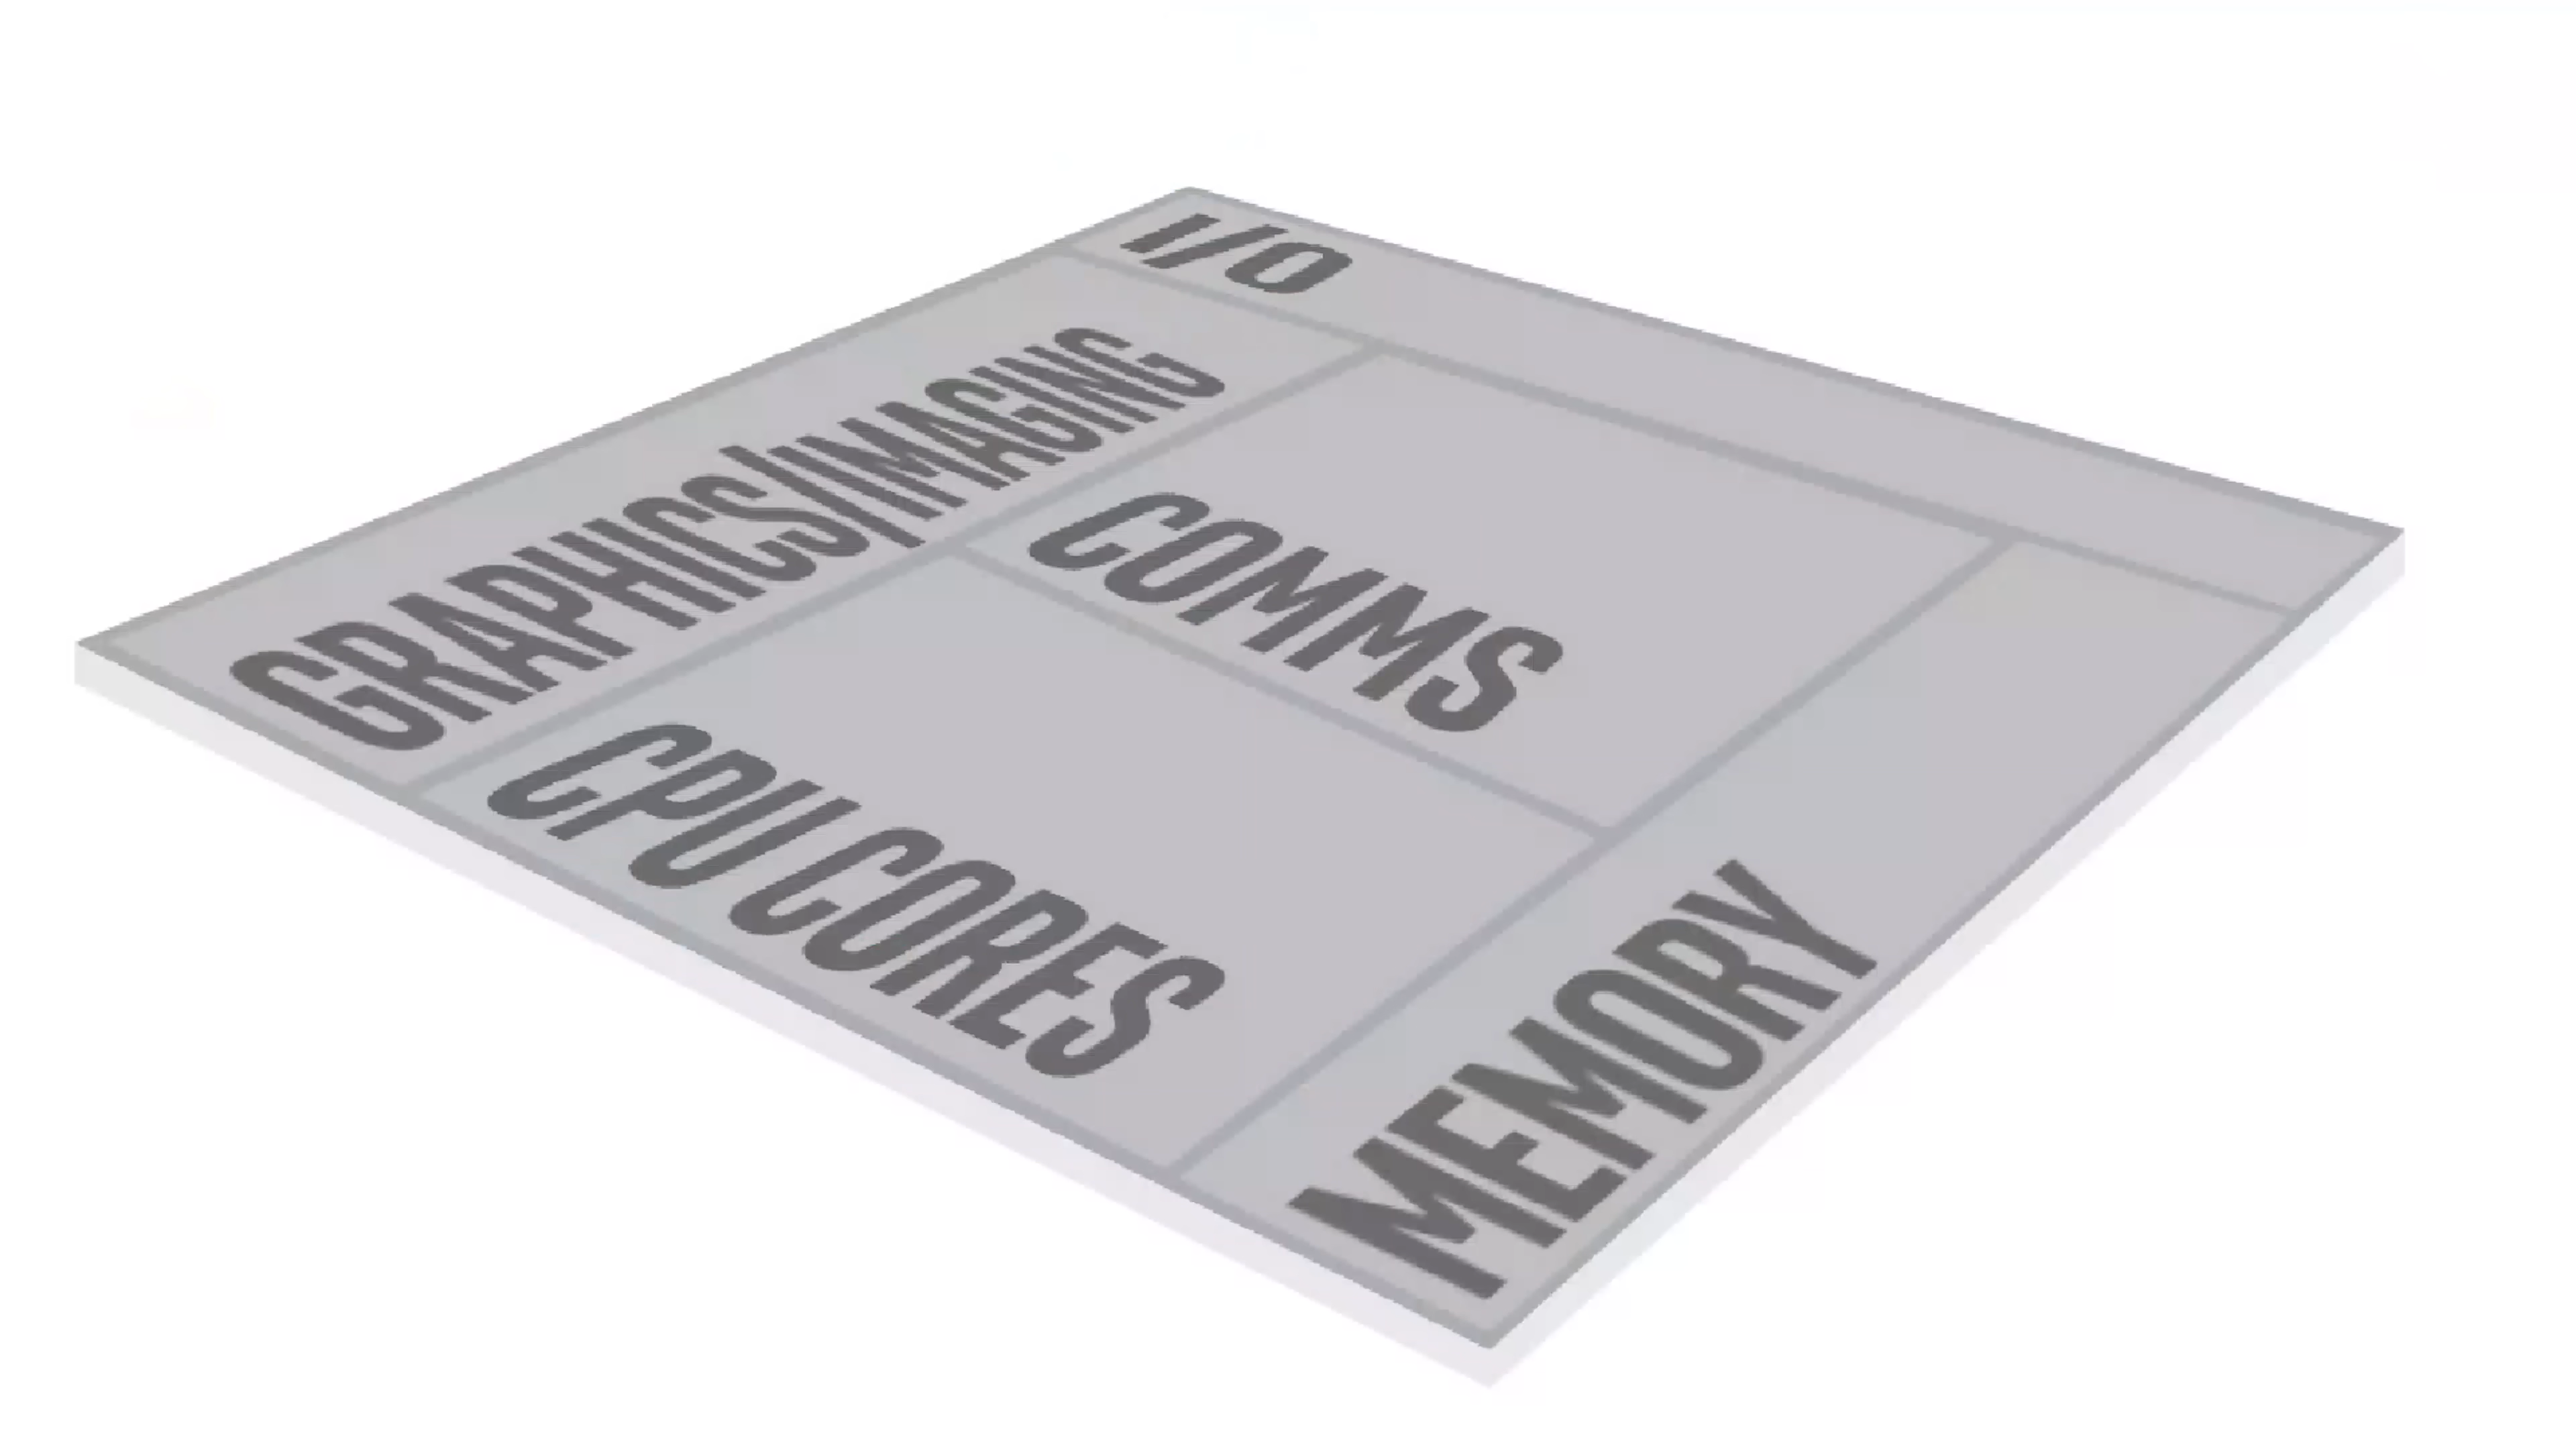 I/O
GRAPHICS/IMAGING
COMMS
CPU CORES
MEMORY